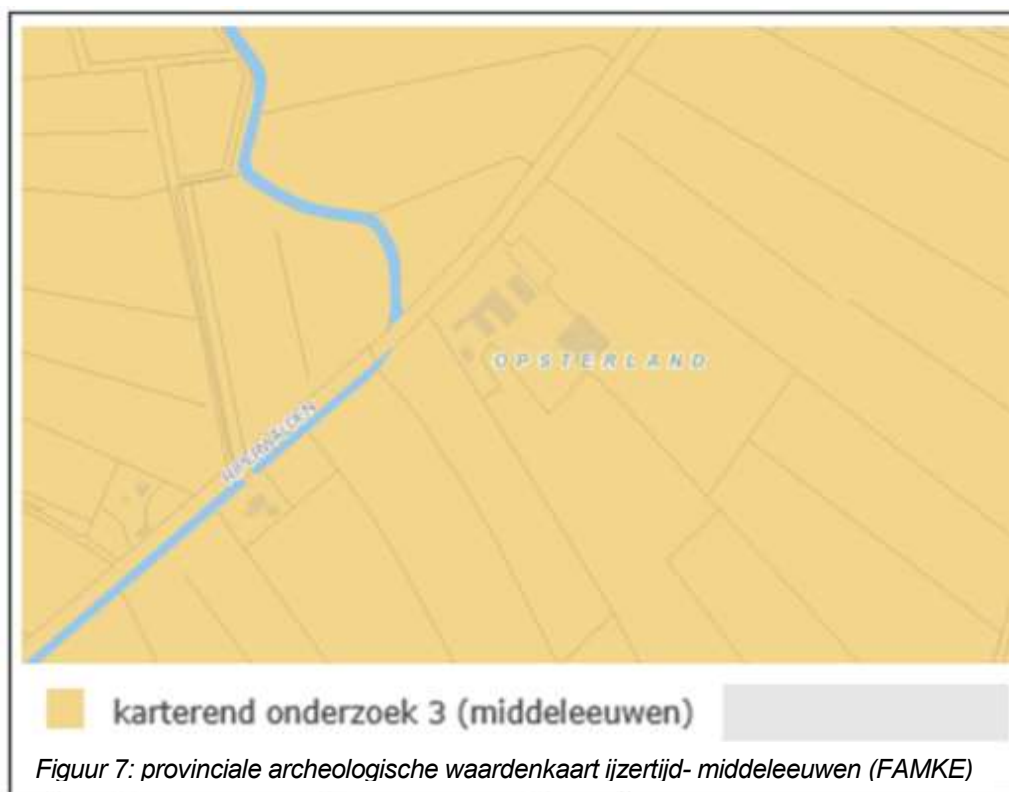 OPSTERLAND
karterend onderzoek 3 (middeleeuwen)
Figuur 7: provinciale archeologische waardenkaart ijzertijd- middeleeuwen (FAMKE)